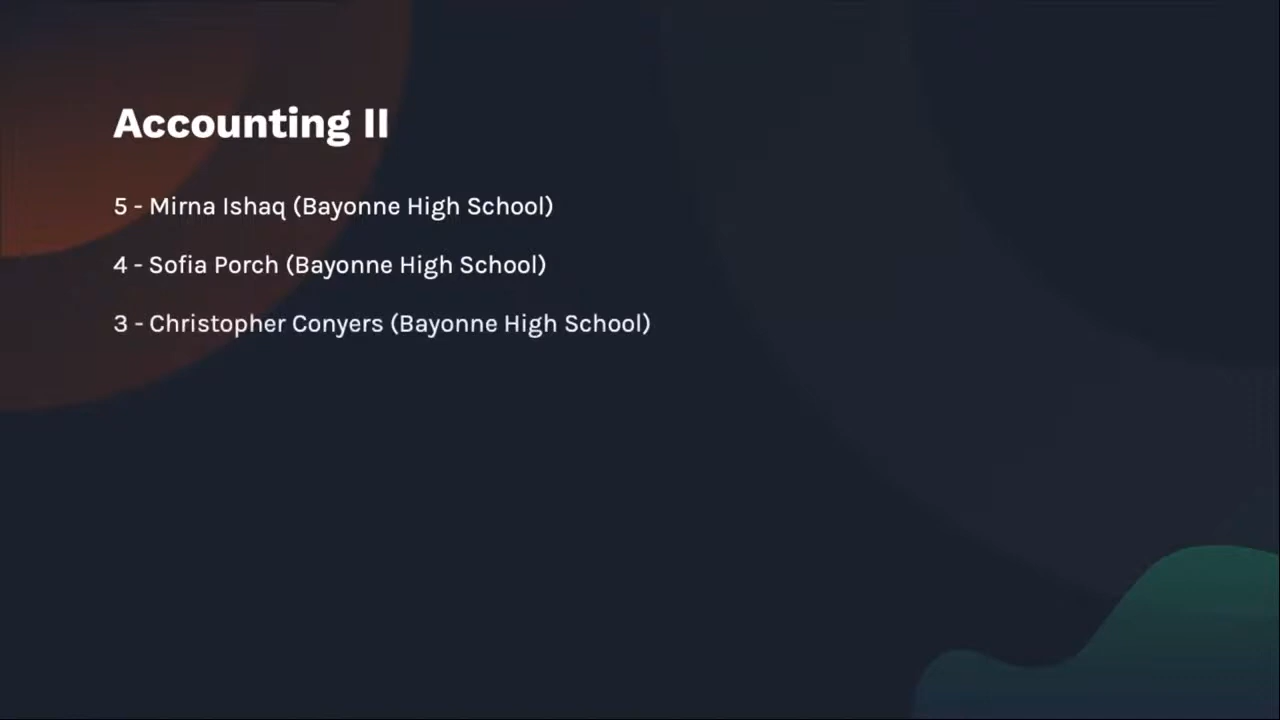 Accounting II
5 - Mirna Ishaq (Bayonne High School)
4 - Sofia Porch (Bayonne High School)
3 - Christopher Conyers (Bayonne High School)